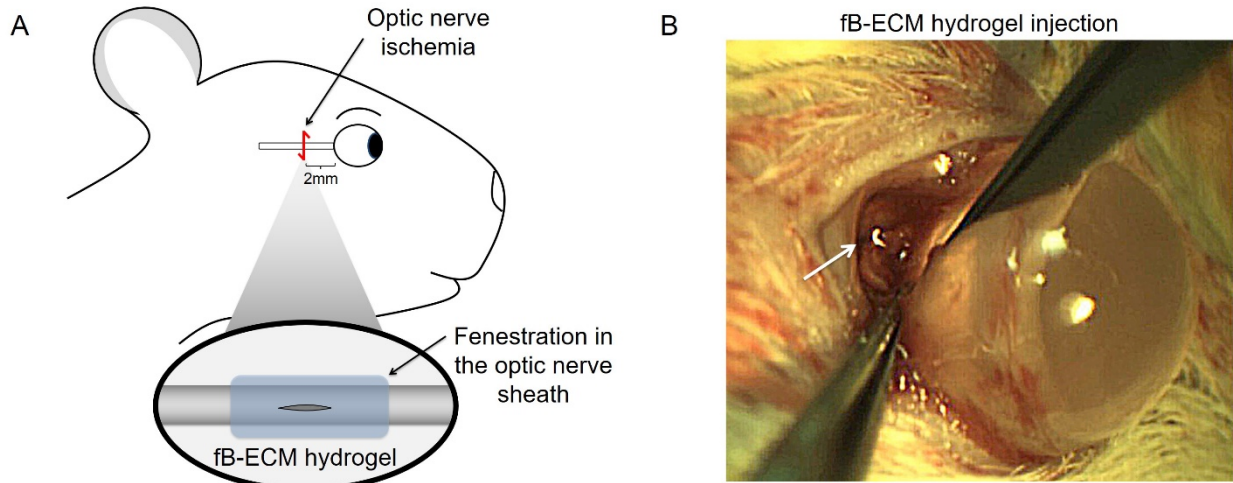 A
Optic nerve
ischemia
2mm
Fenestration in
the optic nerve
sheath
fB-ECM hydrogel
B
fB-ECM hydrogel injection